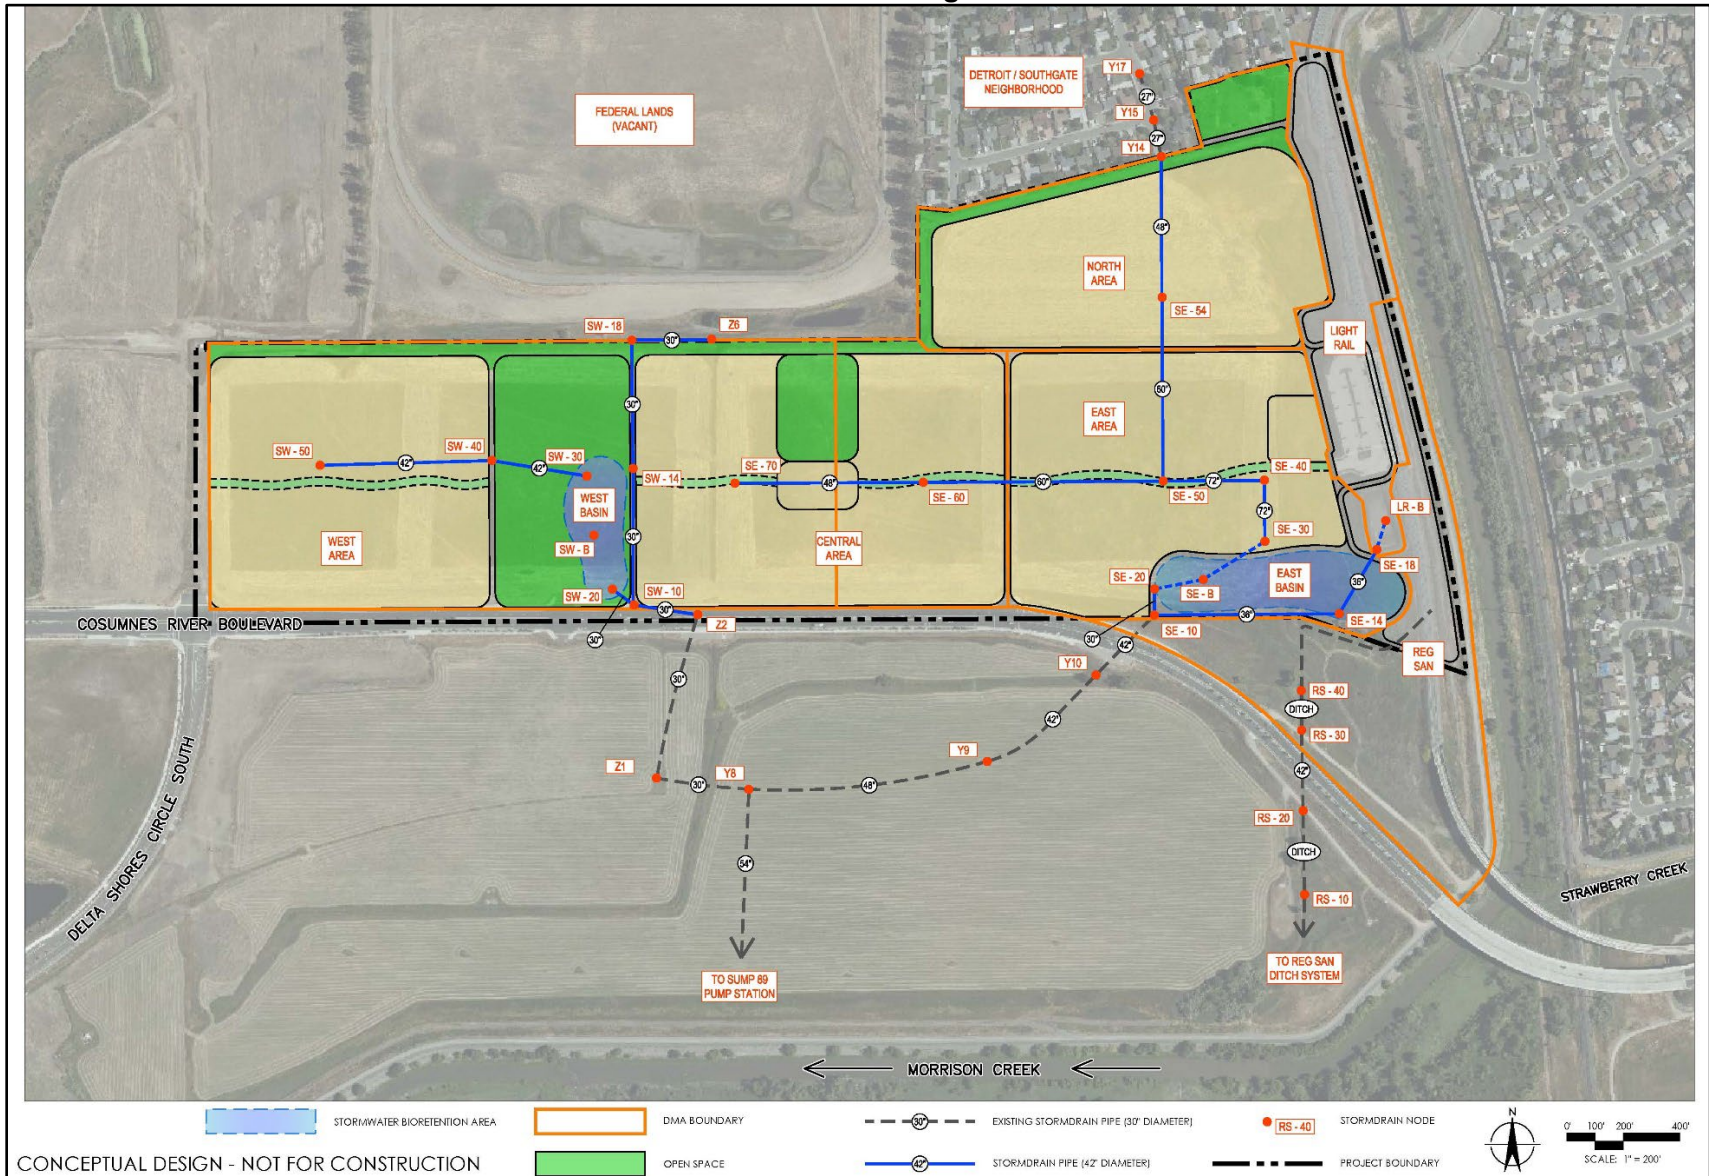 DETROIT / SOUTHGATE
NEIGHBORHOOD
Y17
27"
Y15
27"
Y14
FEDERAL LANDS
(VACANT)
48"
NORTH
AREA
SE - 54
SW - 18
30"
Z6
LIGHT
RAIL
30"
60"
EAST
AREA
SW - 50
42"
SW - 40
42"
SW - 30
SW - 14
SE - 70
48"
SE - 60
60"
SE - 50
72"
SE - 40
WEST
BASIN
72"
LR - B
SE - 30
WEST
AREA
SW - B
30"
CENTRAL
AREA
SE - 18
SE - 20
SE - B
EAST
BASIN
36"
SW - 20
SW - 10
30"
Z2
36"
SE - 14
SE - 10
COSUMNES RIVER BOULEVARD
30"
30"
42"
REG
SAN
30"
Y10
RS - 40
DITCH
42"
RS - 30
Z1
30"
Y8
48"
Y9
42"
RS - 20
DELTA SHORES CIRCLE SOUTH
54"
DITCH
RS - 10
STRAWBERRY CREEK
TO SUMP 89
PUMP STATION
TO REG SAN
DITCH SYSTEM
MORRISON CREEK
STORMWATER BIORETENTION AREA
DMA BOUNDARY
30"
EXISTING STORMDRAIN PIPE (30" DIAMETER)
RS - 40
STORMDRAIN NODE
N
0' 100' 200' 400'
SCALE: 1" = 200'
CONCEPTUAL DESIGN - NOT FOR CONSTRUCTION
OPEN SPACE
42"
STORMDRAIN PIPE (42" DIAMETER)
PROJECT BOUNDARY